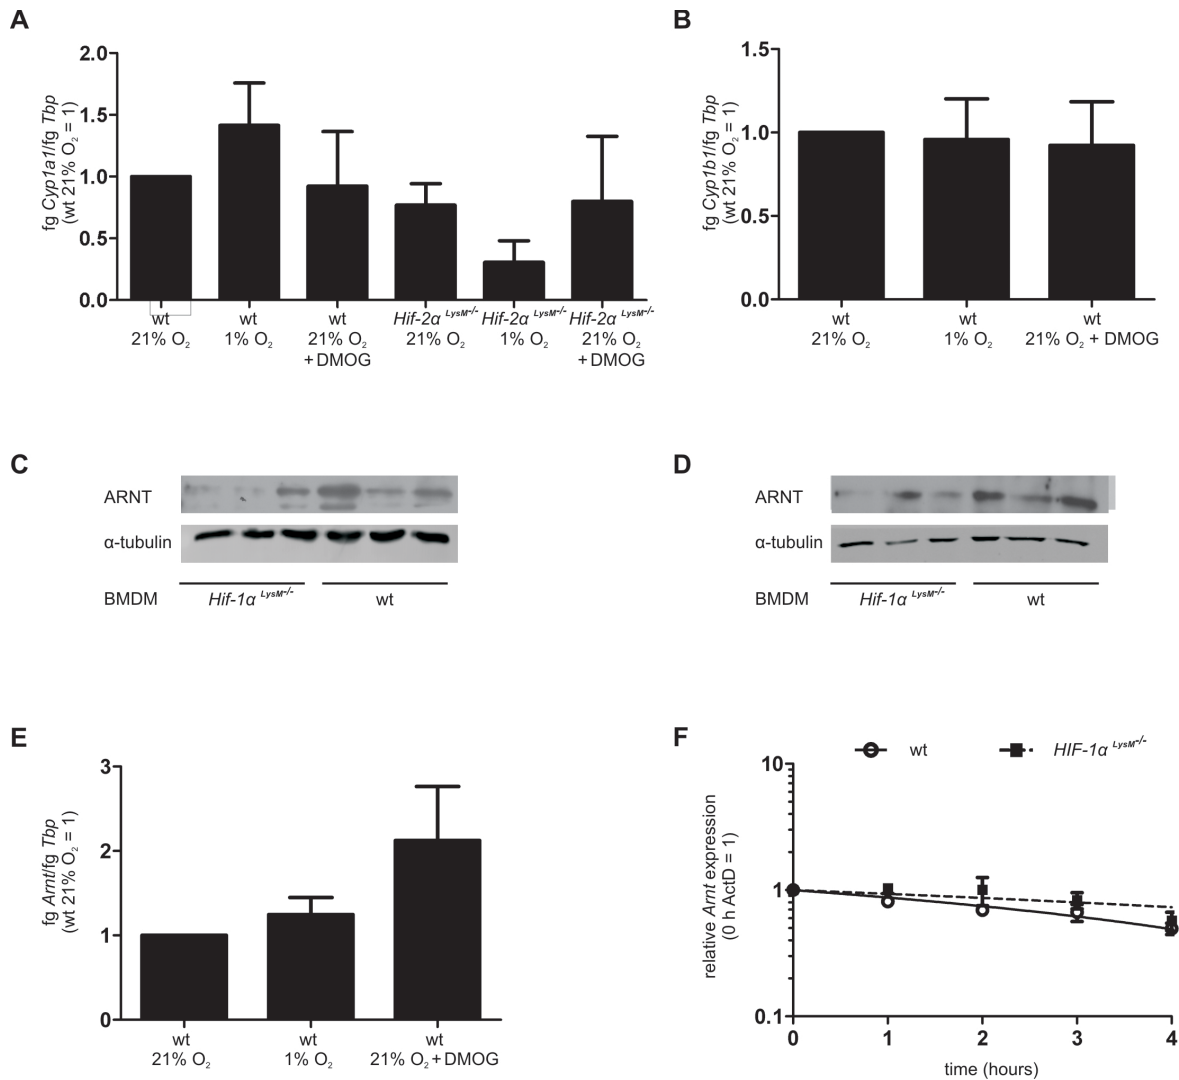 A
fg Cyp1a1/fg Tbp
(wt 21% O₂ = 1)
2.0
1.5
1.0
0.5
0.0
wt wt wt Hif-2α LysM-/- Hif-2α LysM-/- Hif-2α LysM-/-
21% O₂ 1% O₂ 21% O₂ 21% O₂ 1% O₂ 21% O₂
+ DMOG + DMOG
B
fg Cyp1b1/fg Tbp
(wt 21% O₂ = 1)
1.5
1.0
0.5
0.0
wt wt wt
21% O₂ 1% O₂ 21% O₂ + DMOG
C
ARNT
α-tubulin
BMDM Hif-1α LysM-/- wt
D
ARNT
α-tubulin
BMDM Hif-1α LysM-/- wt
E
fg Arnt/fg Tbp
(wt 21% O₂ = 1)
3
2
1
0
wt wt wt
21% O₂ 1% O₂ 21% O₂ + DMOG
F
wt HIF-1α LysM-/-
relative Arnt expression
(0 h ActD = 1)
10
1
0.1
0 1 2 3 4
time (hours)